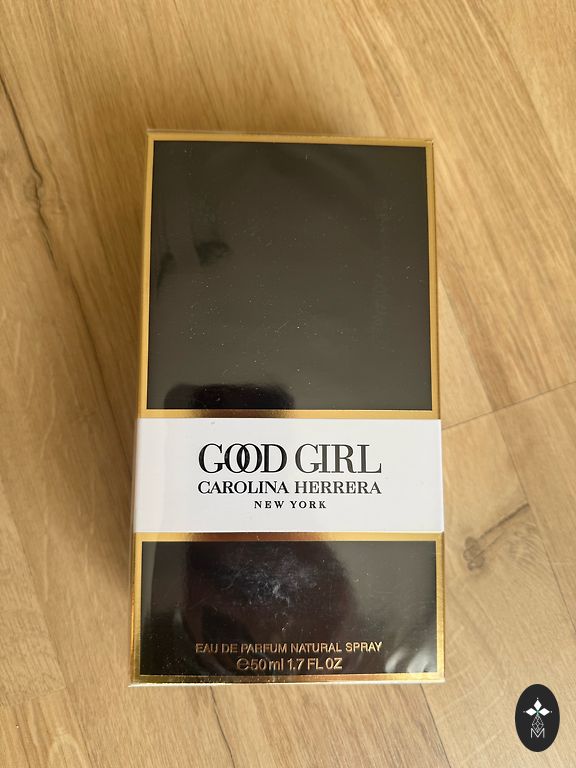 GOOD GIRL
CAROLINA HERRERA
NEW YORK
EAU DE PARFUM NATURAL SPRAY
℮50 ml 1.7 FL OZ
M